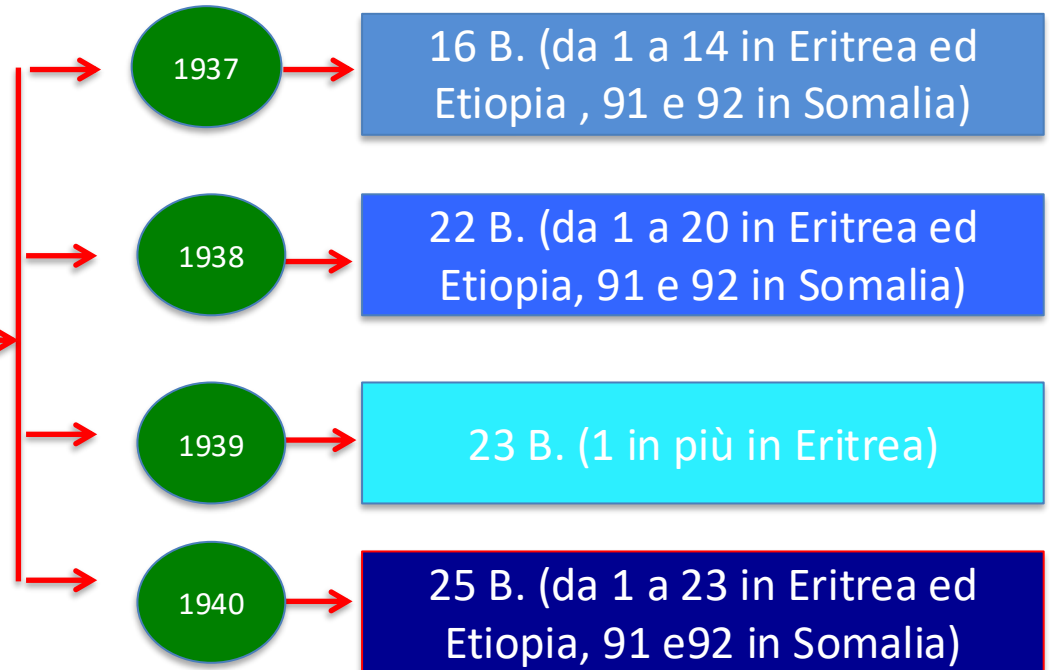 1937
16 B. (da 1 a 14 in Eritrea ed
Etiopia , 91 e 92 in Somalia)
1938
22 B. (da 1 a 20 in Eritrea ed
Etiopia, 91 e 92 in Somalia)
1939
23 B. (1 in più in Eritrea)
1940
25 B. (da 1 a 23 in Eritrea ed
Etiopia, 91 e92 in Somalia)